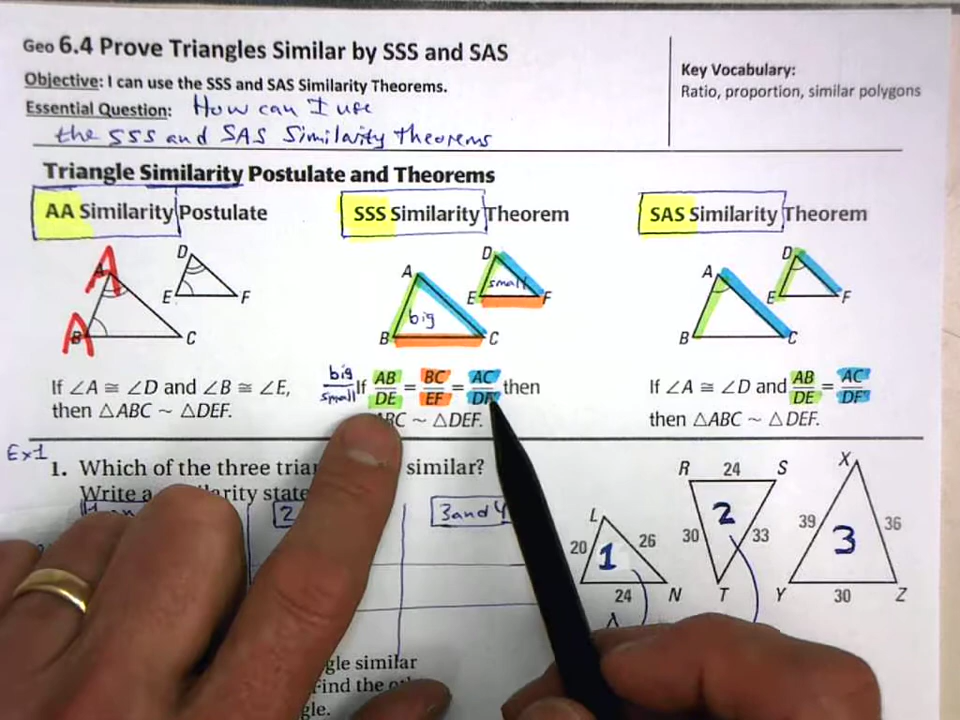 Geo 6.4 Prove Triangles Similar by SSS and SAS
Objective: I can use the SSS and SAS Similarity Theorems.
Essential Question: How can I use
the SSS and SAS Similarity theorems
Key Vocabulary:
Ratio, proportion, similar polygons
Triangle Similarity Postulate and Theorems
AA Similarity Postulate
A A
A B C
D E F
If ∠A ≅ ∠D and ∠B ≅ ∠E,
then △ABC ~ △DEF.
SSS Similarity Theorem
A B C
D E F
big
small
big/small If AB/DE = BC/EF = AC/DF then
ABC ~ △DEF.
SAS Similarity Theorem
A B C
D E F
If ∠A ≅ ∠D and AB/DE = AC/DF
then △ABC ~ △DEF.
Ex1
1. Which of the three similar?
Write a
2
3 and 4
L 20 26 24 N 1
R 24 S 30 33 T 2
X 39 36 Y 30 Z 3
similar
Find the